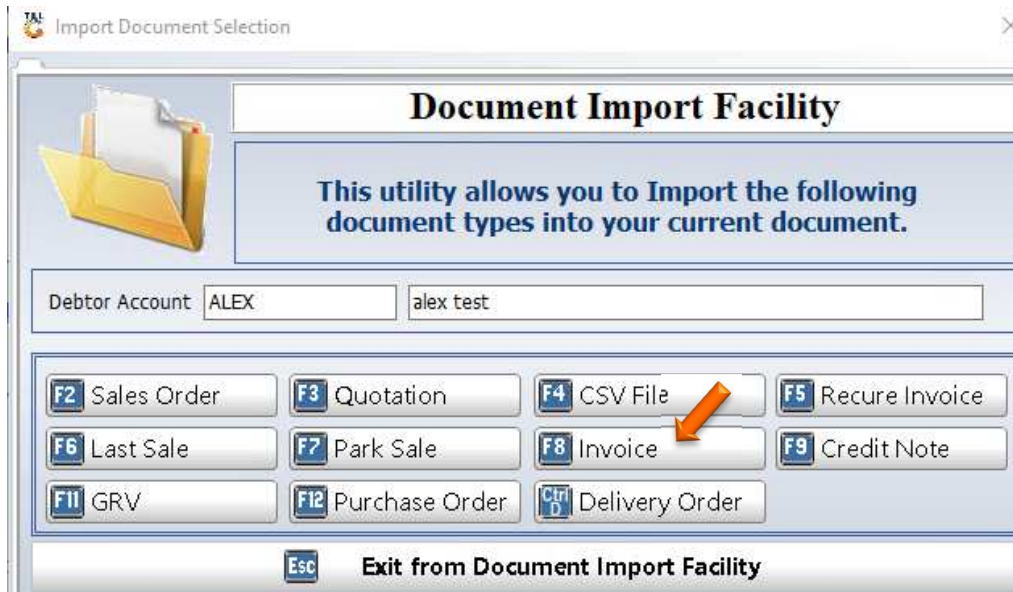 Import Document Selection
Document Import Facility
This utility allows you to Import the following
document types into your current document.
Debtor Account ALEX alex test
F2 Sales Order F3 Quotation F4 CSV File F5 Recure Invoice
F6 Last Sale F7 Park Sale F8 Invoice F9 Credit Note
F11 GRV F12 Purchase Order Ctrl D Delivery Order
Esc Exit from Document Import Facility